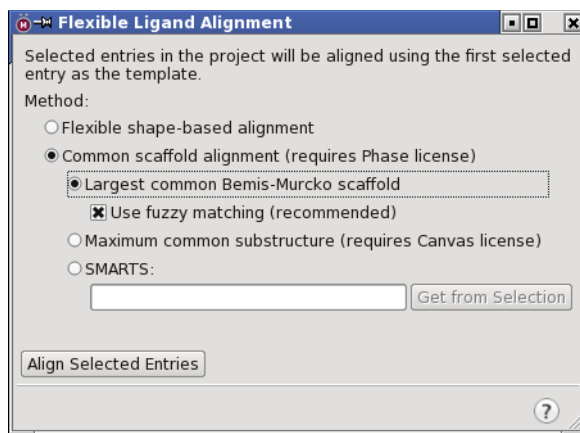 Flexible Ligand Alignment
Selected entries in the project will be aligned using the first selected
entry as the template.
Method:
Flexible shape-based alignment
Common scaffold alignment (requires Phase license)
Largest common Bemis-Murcko scaffold
Use fuzzy matching (recommended)
Maximum common substructure (requires Canvas license)
SMARTS:
Get from Selection
Align Selected Entries
?